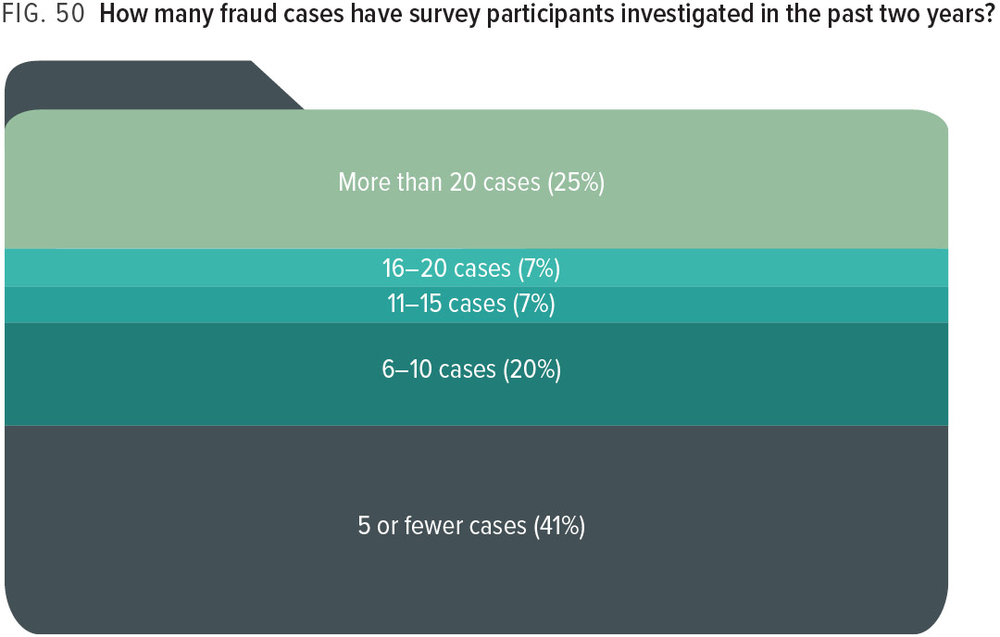 FIG. 50 How many fraud cases have survey participants investigated in the past two years?
More than 20 cases (25%)
16–20 cases (7%)
11–15 cases (7%)
6–10 cases (20%)
5 or fewer cases (41%)